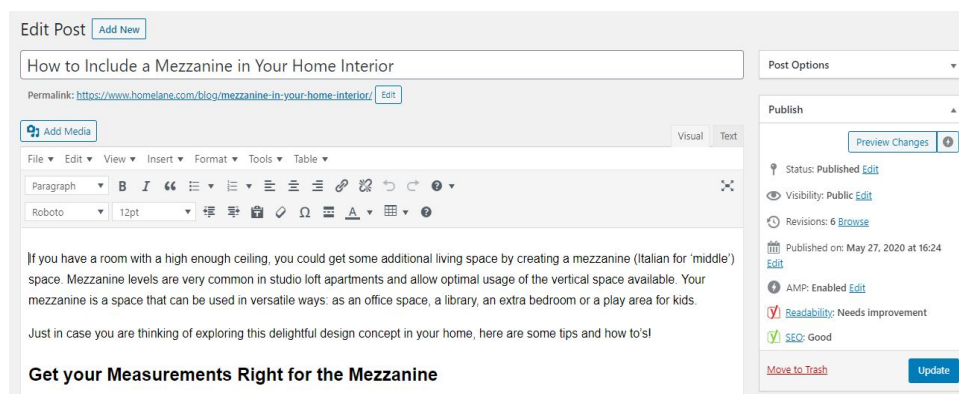 Edit Post Add New
How to Include a Mezzanine in Your Home Interior
Permalink: https://www.homelane.com/blog/mezzanine-in-your-home-interior/ Edit
Add Media
Visual Text
File Edit View Insert Format Tools Table
Paragraph
Roboto 12pt
If you have a room with a high enough ceiling, you could get some additional living space by creating a mezzanine (Italian for ‘middle’)
space. Mezzanine levels are very common in studio loft apartments and allow optimal usage of the vertical space available. Your
mezzanine is a space that can be used in versatile ways: as an office space, a library, an extra bedroom or a play area for kids.
Just in case you are thinking of exploring this delightful design concept in your home, here are some tips and how to’s!
Get your Measurements Right for the Mezzanine
Post Options
Publish
Preview Changes
Status: Published Edit
Visibility: Public Edit
Revisions: 6 Browse
Published on: May 27, 2020 at 16:24
Edit
AMP: Enabled Edit
Readability: Needs improvement
SEO: Good
Move to Trash Update